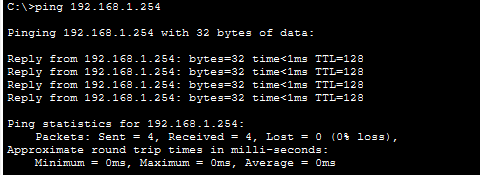 C:\>ping 192.168.1.254
Pinging 192.168.1.254 with 32 bytes of data:
Reply from 192.168.1.254: bytes=32 time<1ms TTL=128
Reply from 192.168.1.254: bytes=32 time<1ms TTL=128
Reply from 192.168.1.254: bytes=32 time<1ms TTL=128
Reply from 192.168.1.254: bytes=32 time<1ms TTL=128
Ping statistics for 192.168.1.254:
    Packets: Sent = 4, Received = 4, Lost = 0 (0% loss),
Approximate round trip times in milli-seconds:
    Minimum = 0ms, Maximum = 0ms, Average = 0ms